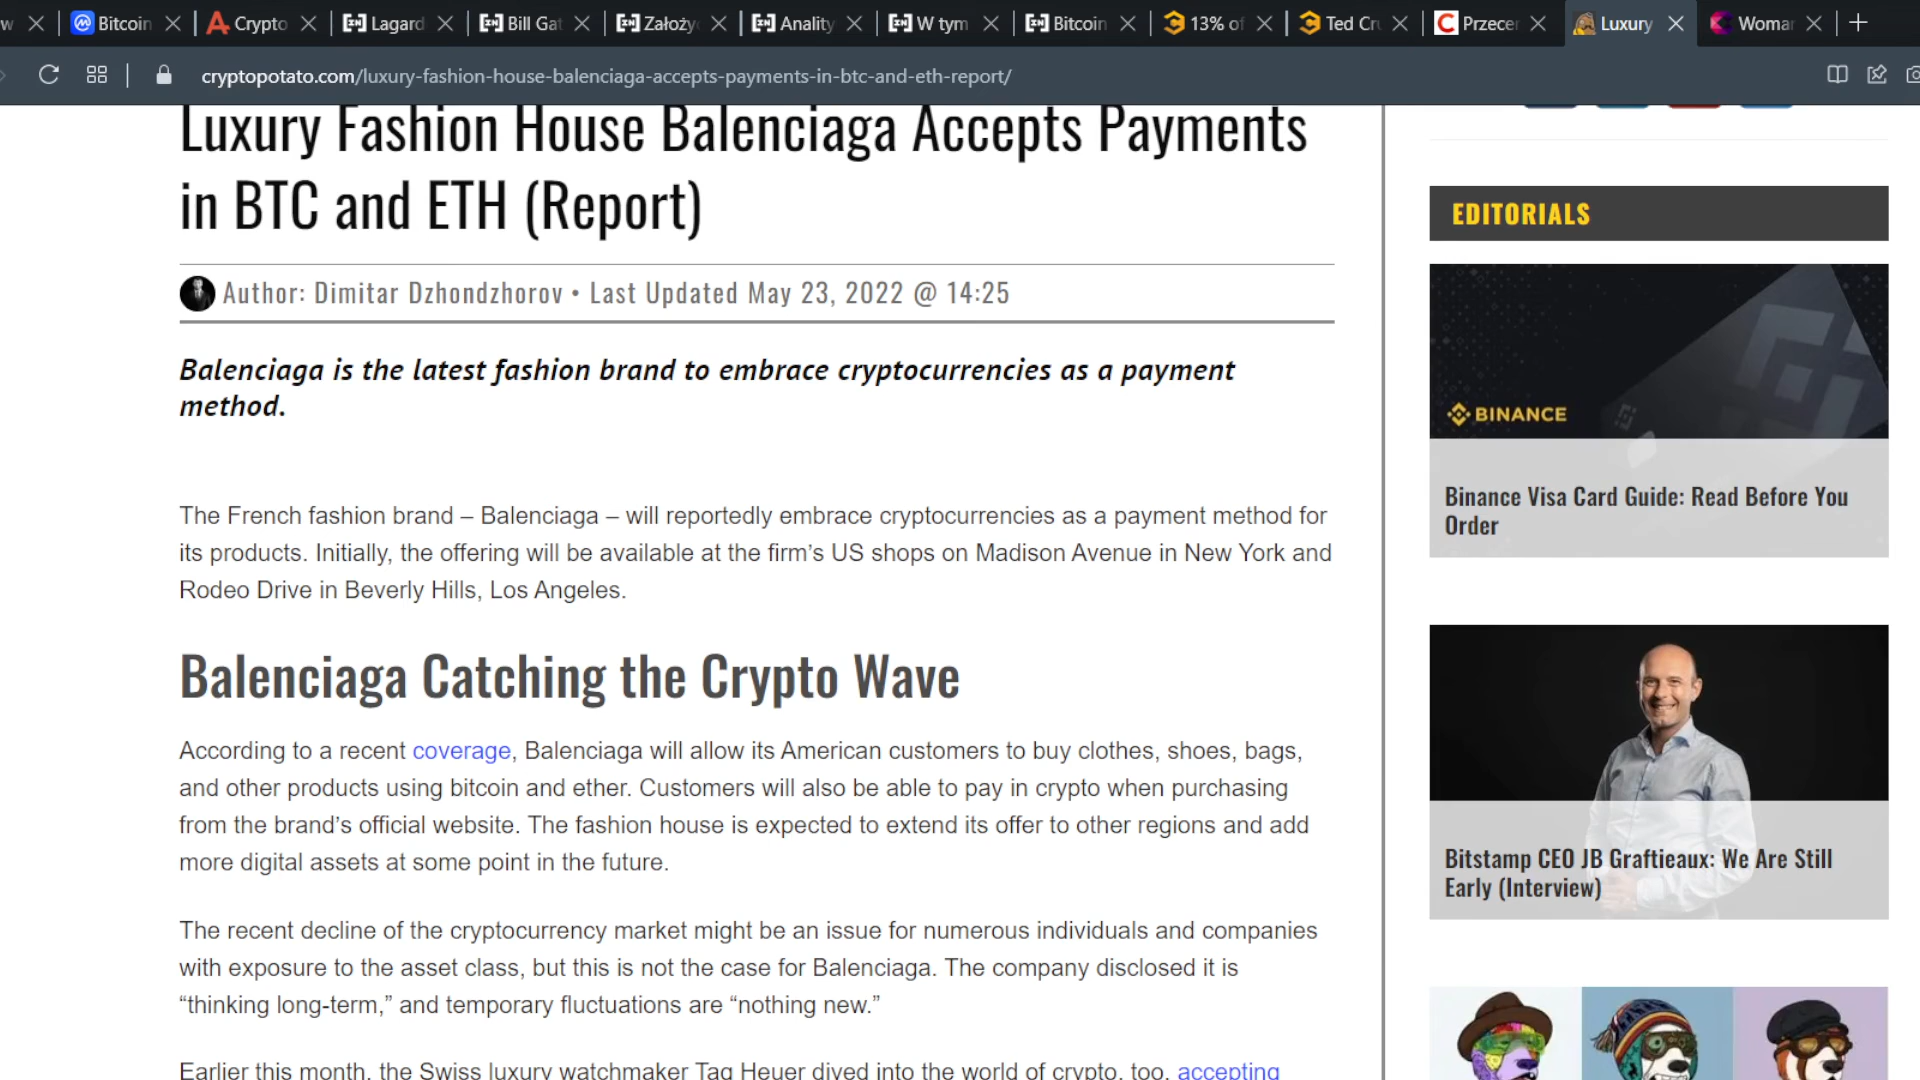 w
Bitcoin
Crypto
Lagard
Bill Gat
Założyc
Anality
W tym
Bitcoin
13% of
Ted Cru
Przecen
Luxury
Woman
cryptopotato.com/luxury-fashion-house-balenciaga-accepts-payments-in-btc-and-eth-report/
Luxury Fashion House Balenciaga Accepts Payments
in BTC and ETH (Report)
Author: Dimitar Dzhondzhorov • Last Updated May 23, 2022 @ 14:25
Balenciaga is the latest fashion brand to embrace cryptocurrencies as a payment
method.
The French fashion brand – Balenciaga – will reportedly embrace cryptocurrencies as a payment method for
its products. Initially, the offering will be available at the firm’s US shops on Madison Avenue in New York and
Rodeo Drive in Beverly Hills, Los Angeles.
Balenciaga Catching the Crypto Wave
According to a recent coverage, Balenciaga will allow its American customers to buy clothes, shoes, bags,
and other products using bitcoin and ether. Customers will also be able to pay in crypto when purchasing
from the brand’s official website. The fashion house is expected to extend its offer to other regions and add
more digital assets at some point in the future.
The recent decline of the cryptocurrency market might be an issue for numerous individuals and companies
with exposure to the asset class, but this is not the case for Balenciaga. The company disclosed it is
“thinking long-term,” and temporary fluctuations are “nothing new.”
Earlier this month, the Swiss luxury watchmaker Tag Heuer dived into the world of crypto, too, accepting
EDITORIALS
BINANCE
Binance Visa Card Guide: Read Before You
Order
Bitstamp CEO JB Graftieaux: We Are Still
Early (Interview)